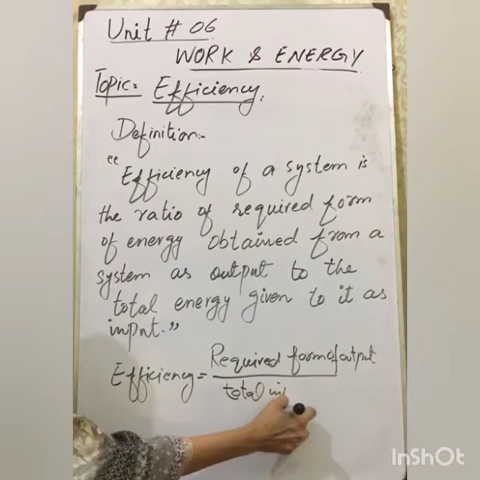 Unit # 06
WORK & ENERGY
Topic:- Efficiency.
Definition:-
"Efficiency of a system is
the ratio of required form
of energy obtained from a
system as output to the
total energy given to it as
input."
Efficiency = Required form of output
total in
InShOt